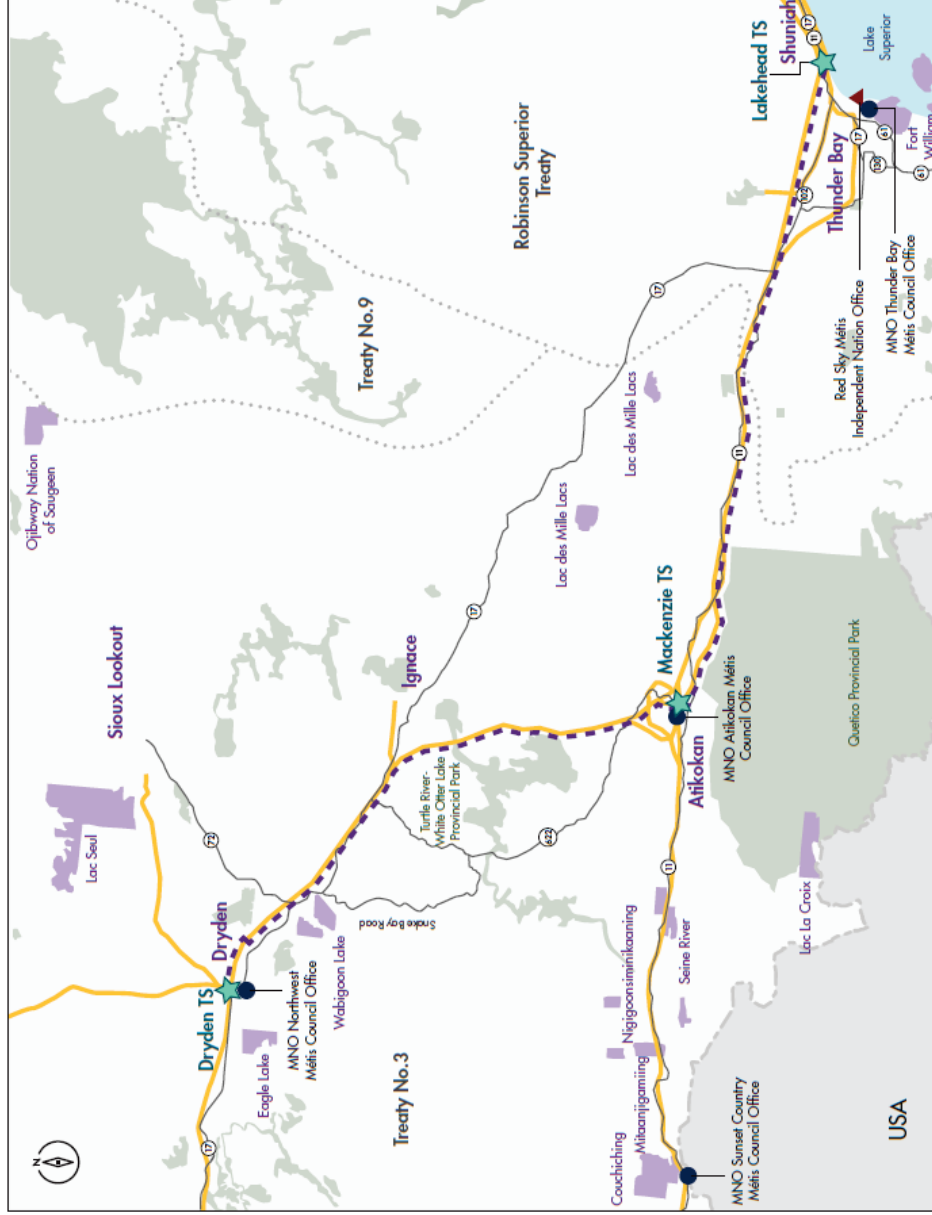 N
Ojibway Nation
of Saugeen
Sioux Lookout
Lac Seul
72
Treaty No.9
Robinson Superior
Treaty
Dryden TS
Dryden
17
Eagle Lake
MNO Northwest
Métis Council Office
Wabigoon Lake
Snake Bay Road
Ignace
17
Turtle River-
White Otter Lake
Provincial Park
622
Lac des Mille Lacs
Lac des Mille Lacs
17
Treaty No.3
Mackenzie TS
Atikokan
MNO Atikokan Métis
Council Office
11
11
Lakehead TS
Shuniah
11
17
Lake
Superior
102
Thunder Bay
17
130
61
61
Fort
William
Red Sky Métis
Independent Nation Office
MNO Thunder Bay
Métis Council Office
Quetico Provincial Park
Couchiching
Mitaanjigamiing
Nigigoonsiminikaaning
Seine River
Lac La Croix
MNO Sunset Country
Métis Council Office
USA